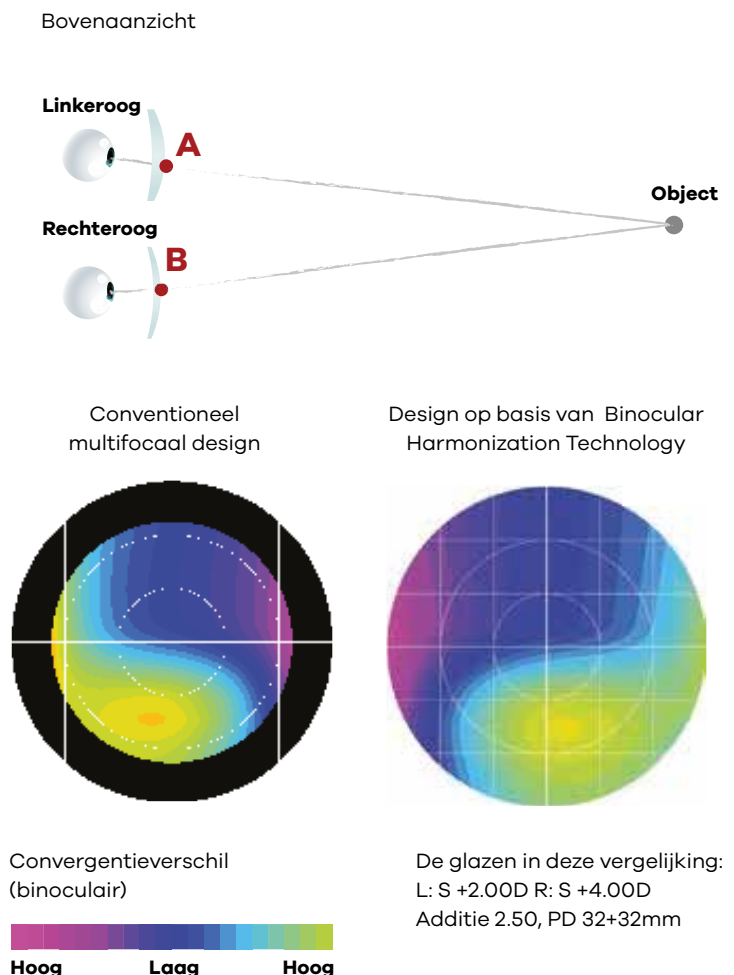 Bovenaanzicht
Linkeroog
A
Object
Rechteroog
B
Conventioneel
multifocaal design
Design op basis van Binocular
Harmonization Technology
Convergentieverschil
(binoculair)
Hoog Laag Hoog
De glazen in deze vergelijking:
L: S +2.00D R: S +4.00D
Additie 2.50, PD 32+32mm